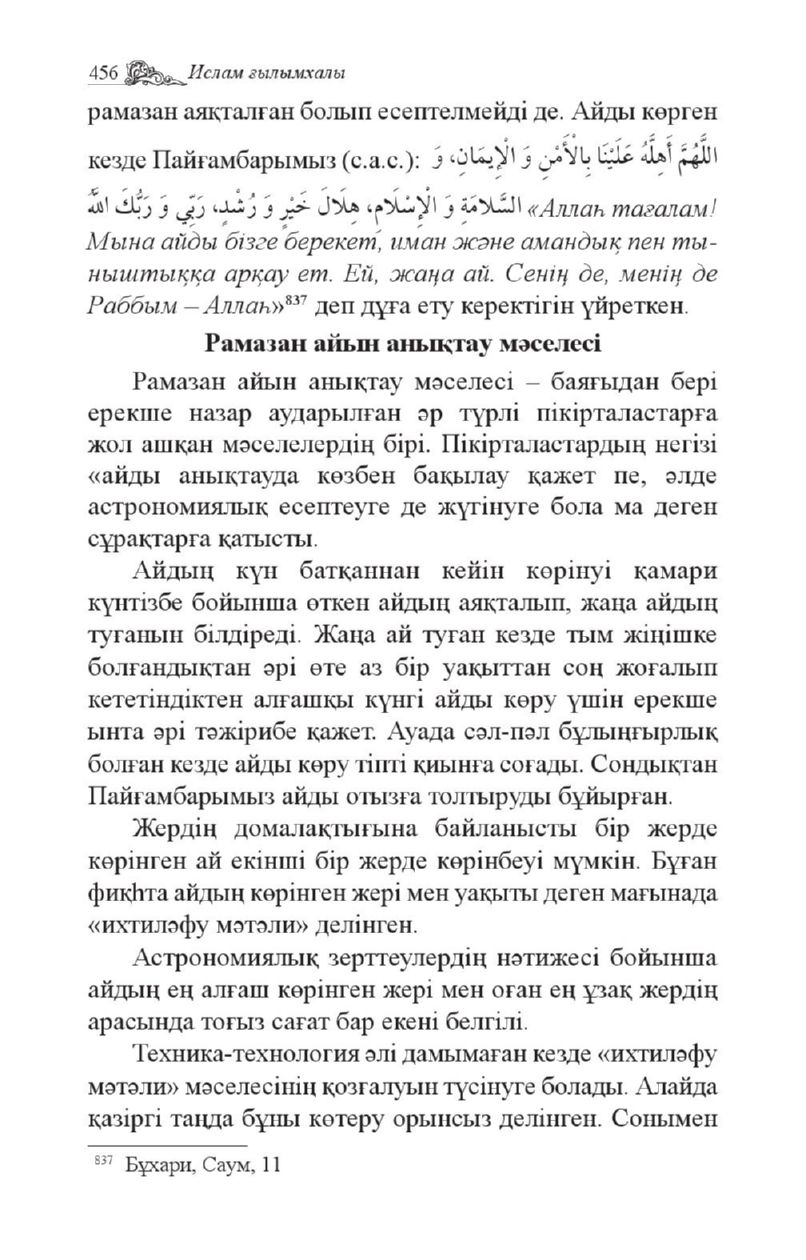 456 Ислам ғылымхалы
рамазан аяқталған болып есептелмейді де. Айды көрген
кезде Пайғамбарымыз (с.а.с.): اللَّهُمَّ أَهِلَّهُ عَلَيْنَا بِالْأَمْنِ وَ الْإِيمَانِ، وَ
السَّلَامَةِ وَ الْإِسْلَامِ، هِلَالَ خَيْرٍ وَ رُشْدٍ، رَبِّي وَ رَبُّكَ اللهُ «Аллаһ тағалам!
Мына айды бізге берекет, иман және амандық пен ты-
ныштыққа арқау ет. Ей, жаңа ай. Сенің де, менің де
Раббым – Аллаһ»⁸³⁷ деп дұға ету керектігін үйреткен.
Рамазан айын анықтау мәселесі
Рамазан айын анықтау мәселесі – баяғыдан бері
ерекше назар аударылған әр түрлі пікірталастарға
жол ашқан мәселелердің бірі. Пікірталастардың негізі
«айды анықтауда көзбен бақылау қажет пе, әлде
астрономиялық есептеуге де жүгінуге бола ма деген
сұрақтарға қатысты.
Айдың күн батқаннан кейін көрінуі қамари
күнтізбе бойынша өткен айдың аяқталып, жаңа айдың
туғанын білдіреді. Жаңа ай туған кезде тым жіңішке
болғандықтан әрі өте аз бір уақыттан соң жоғалып
кететіндіктен алғашқы күнгі айды көру үшін ерекше
ынта әрі тәжірибе қажет. Ауада сәл-пәл бұлыңғырлық
болған кезде айды көру тіпті қиынға соғады. Сондықтан
Пайғамбарымыз айды отызға толтыруды бұйырған.
Жердің домалақтығына байланысты бір жерде
көрінген ай екінші бір жерде көрінбеуі мүмкін. Бұған
фиқһта айдың көрінген жері мен уақыты деген мағынада
«ихтиләфу мәтәли» делінген.
Астрономиялық зерттеулердің нәтижесі бойынша
айдың ең алғаш көрінген жері мен оған ең ұзақ жердің
арасында тоғыз сағат бар екені белгілі.
Техника-технология әлі дамымаған кезде «ихтиләфу
мәтәли» мәселесінің қозғалуын түсінуге болады. Алайда
қазіргі таңда бұны көтеру орынсыз делінген. Сонымен
⁸³⁷ Бұхари, Саум, 11